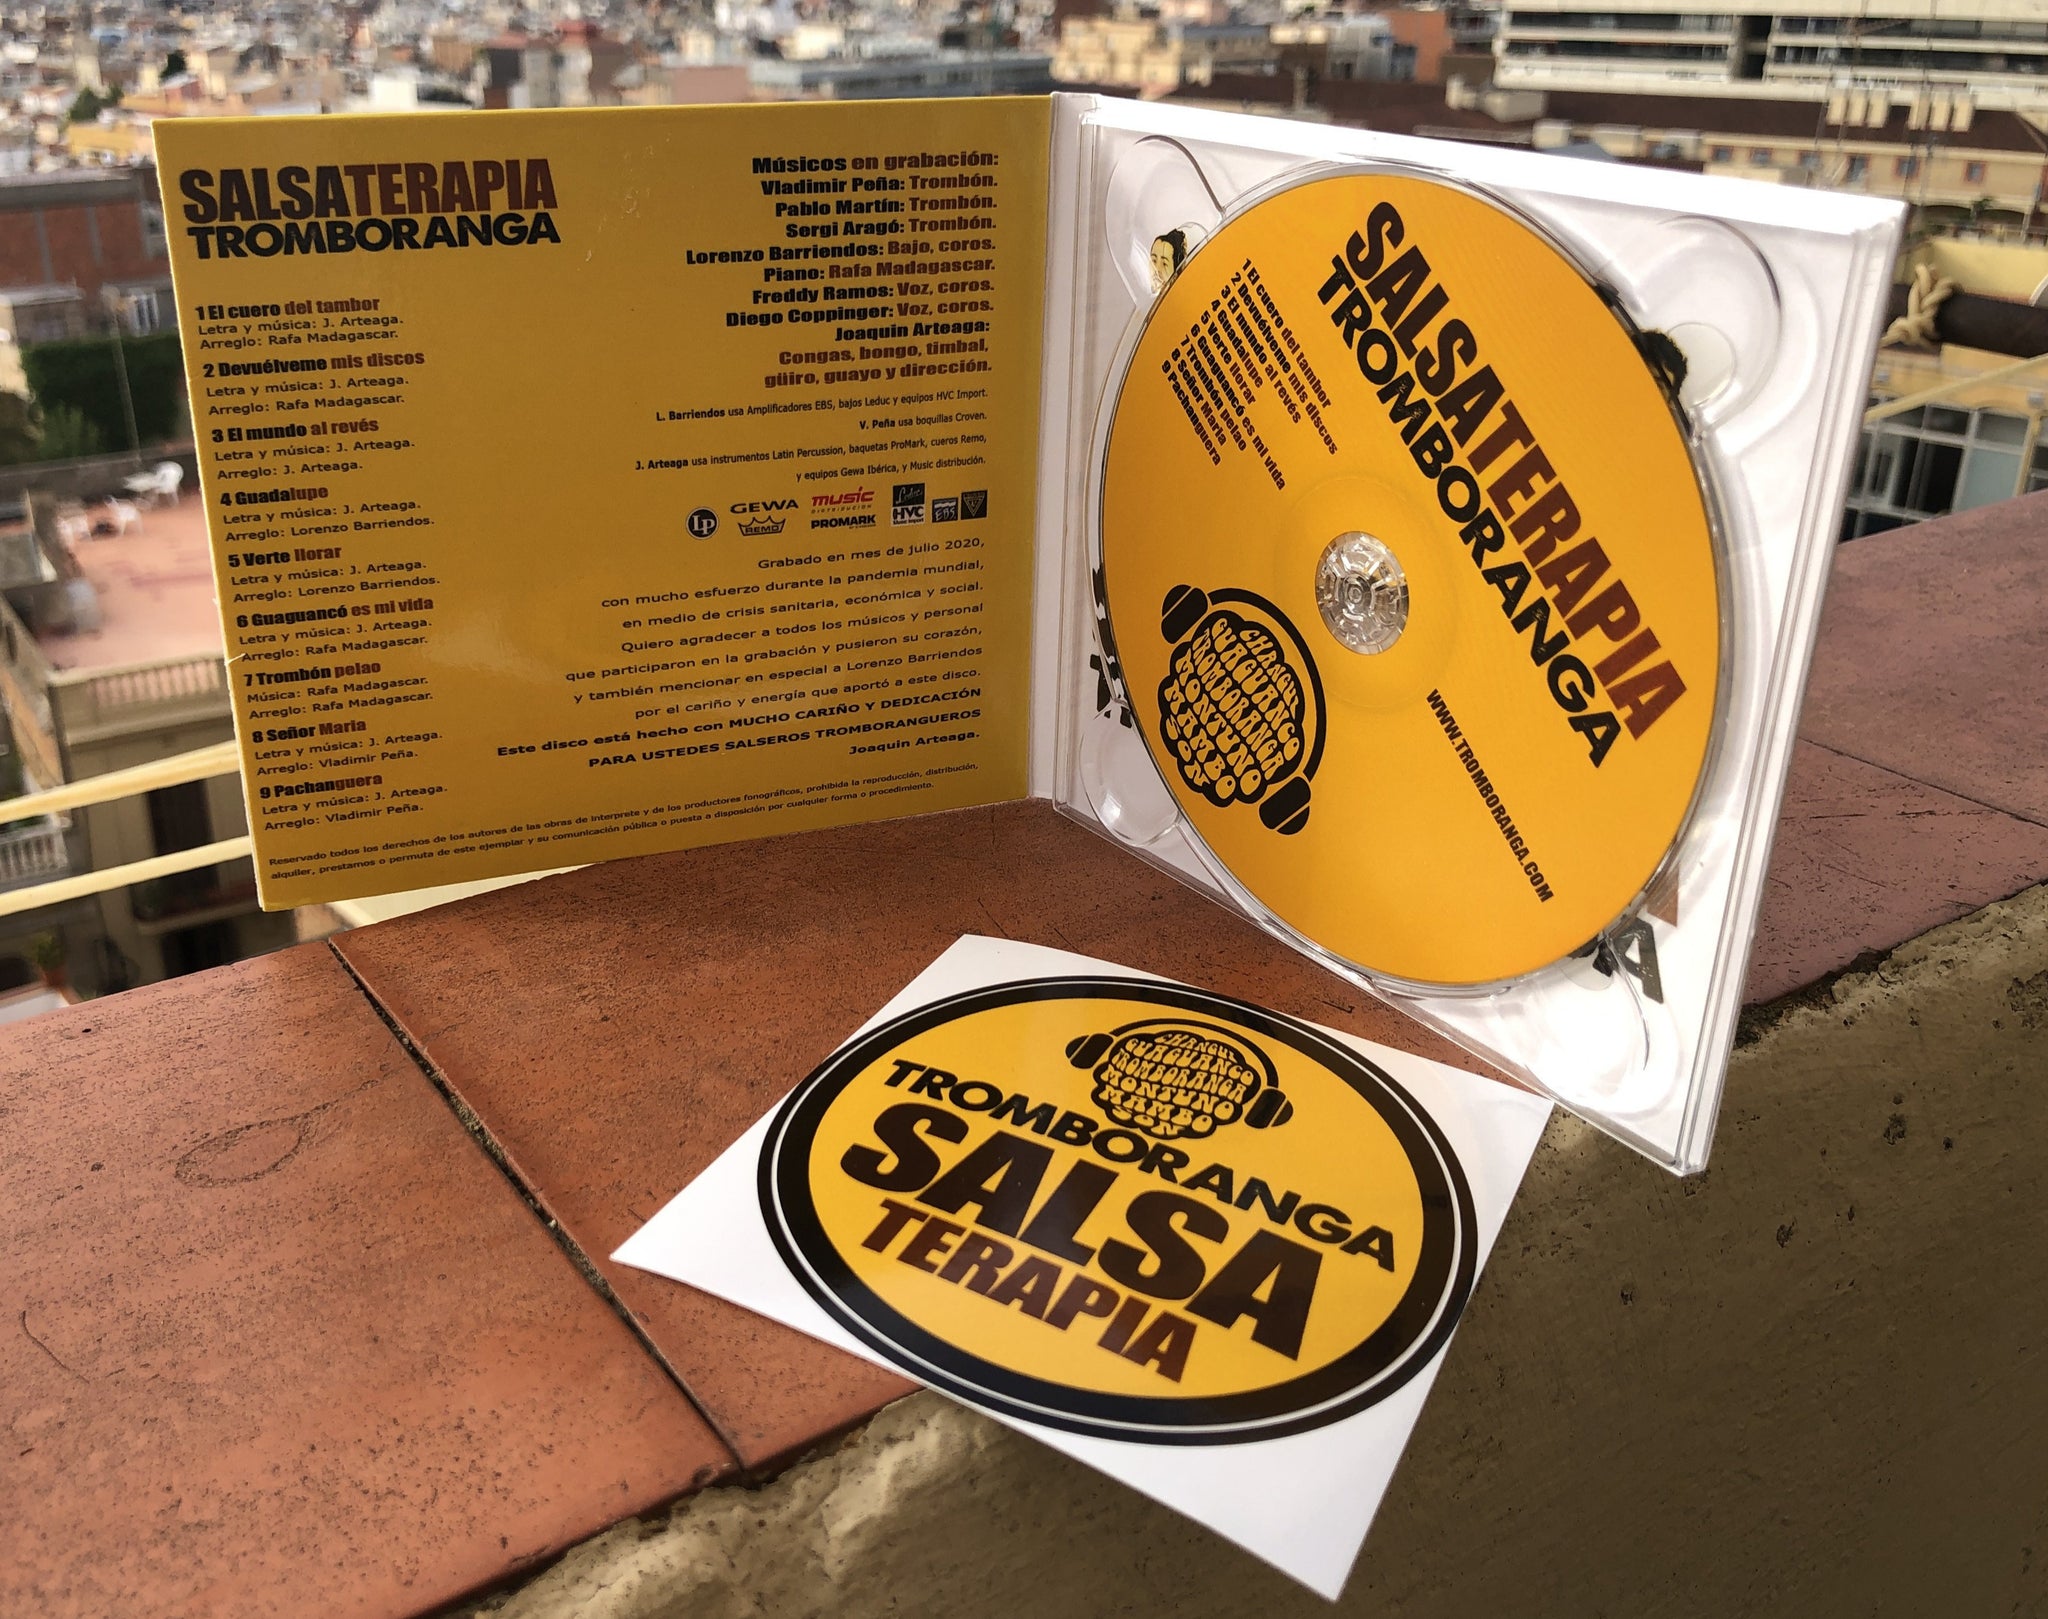 SALSATERAPIA
TROMBORANGA
1 El cuero del tambor
Letra y música: J. Arteaga.
Arreglo: Rafa Madagascar.
2 Devuélveme mis discos
Letra y música: J. Arteaga.
Arreglo: Rafa Madagascar.
3 El mundo al revés
Letra y música: J. Arteaga.
Arreglo: J. Arteaga.
4 Guadalupe
Letra y música: J. Arteaga.
Arreglo: Lorenzo Barriendos.
5 Verte llorar
Letra y música: J. Arteaga.
Arreglo: Lorenzo Barriendos.
6 Guaguancó es mi vida
Letra y música: J. Arteaga.
Arreglo: Rafa Madagascar.
7 Trombón pelao
Música: Rafa Madagascar.
Arreglo: Rafa Madagascar.
8 Señor Maria
Letra y música: J. Arteaga.
Arreglo: Vladimir Peña.
9 Pachanguera
Letra y música: J. Arteaga.
Arreglo: Vladimir Peña.
Músicos en grabación:
Vladimir Peña: Trombón.
Pablo Martín: Trombón.
Sergi Aragó: Trombón.
Lorenzo Barriendos: Bajo, coros.
Piano: Rafa Madagascar.
Freddy Ramos: Voz, coros.
Diego Coppinger: Voz, coros.
Joaquin Arteaga:
Congas, bongo, timbal,
güiro, guayo y dirección.
L. Barriendos usa Amplificadores EBS, bajos Leduc y equipos HVC Import.
V. Peña usa boquillas Croven.
J. Arteaga usa instrumentos Latin Percussion, baquetas ProMark, cueros Remo,
y equipos Gewa Ibérica, y Music distribución.
LP
GEWA
REMO
music
DISTRIBUCION
PROMARK
Leduc
HVC
Music Import
EBS
Grabado en mes de julio 2020,
con mucho esfuerzo durante la pandemia mundial,
en medio de crisis sanitaria, económica y social.
Quiero agradecer a todos los músicos y personal
que participaron en la grabación y pusieron su corazón,
y también mencionar en especial a Lorenzo Barriendos
por el cariño y energía que aportó a este disco.
Este disco está hecho con MUCHO CARIÑO Y DEDICACIÓN
PARA USTEDES SALSEROS TROMBORANGUEROS
Joaquin Arteaga.
Reservado todos los derechos de los autores de las obras de interprete y de los productores fonográficos, prohibida la reproducción, distribución,
alquiler, prestamos o permuta de este ejemplar y su comunicación pública o puesta a disposición por cualquier forma o procedimiento.
SALSATERAPIA
TROMBORANGA
1 El cuero del tambor
2 Devuélveme mis discos
3 El mundo al revés
4 Guadalupe
5 Verte llorar
6 Guaguancó es mi vida
7 Trombón pelao
8 Señor Maria
9 Pachanguera
CHANGUI
GUAGUANCO
TROMBORANGA
MONTUNO
MAMBO
SON
WWW.TROMBORANGA.COM
CHANGUI
GUAGUANCO
TROMBORANGA
MONTUNO
MAMBO
SON
TROMBORANGA
SALSA
TERAPIA